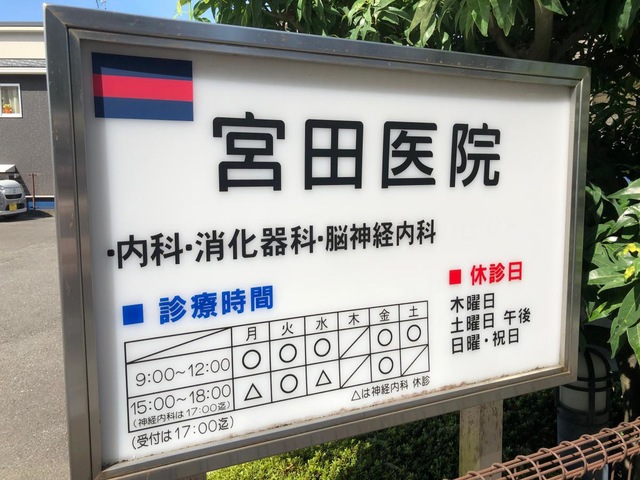 宮田医院
・内科・消化器科・脳神経内科
■ 診療時間
月 火 水 木 金 土
9:00～12:00 ○ ○ ○ ／ ○ ○
15:00～18:00 △ ○ △ ／ ○ ／
(神経内科は17:00迄)
(受付は17:00迄)
△は神経内科 休診
■ 休診日
木曜日
土曜日 午後
日曜・祝日